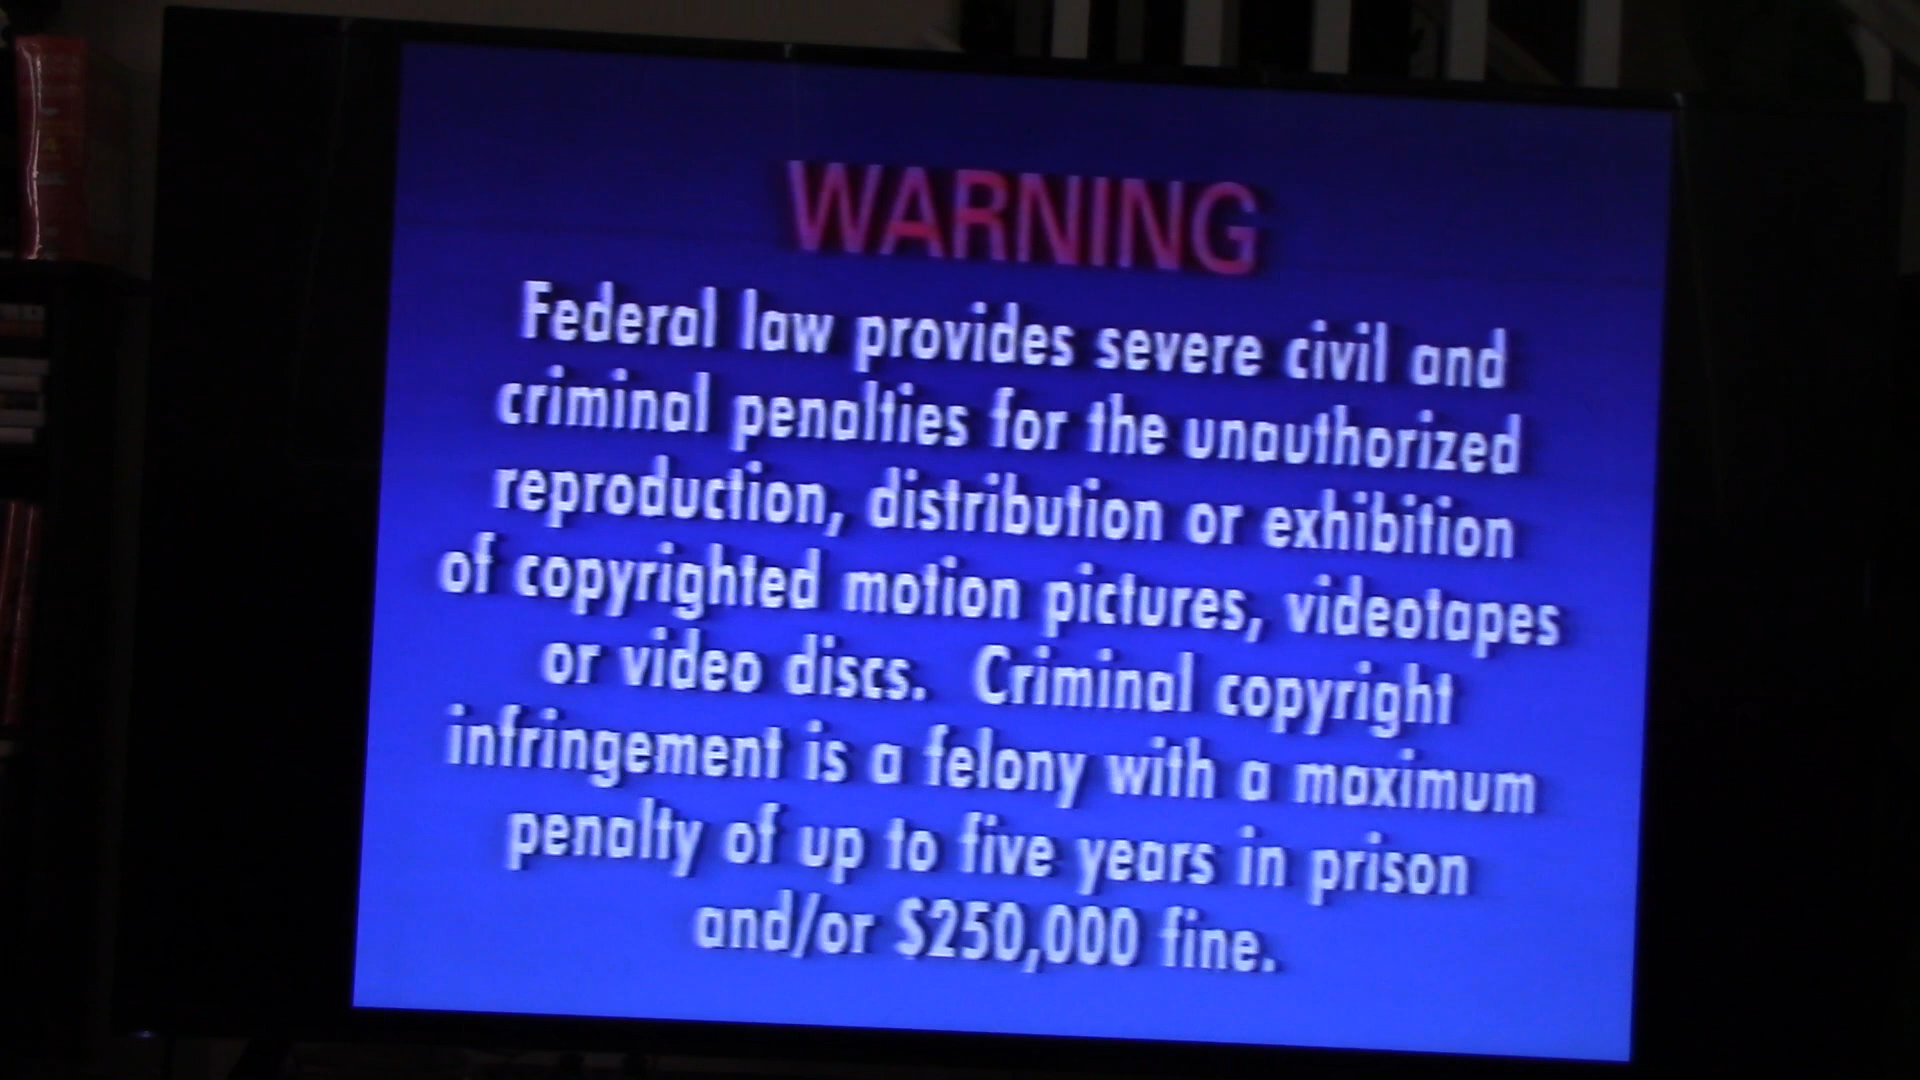 WARNING
Federal law provides severe civil and
criminal penalties for the unauthorized
reproduction, distribution or exhibition
of copyrighted motion pictures, videotapes
or video discs. Criminal copyright
infringement is a felony with a maximum
penalty of up to five years in prison
and/or $250,000 fine.